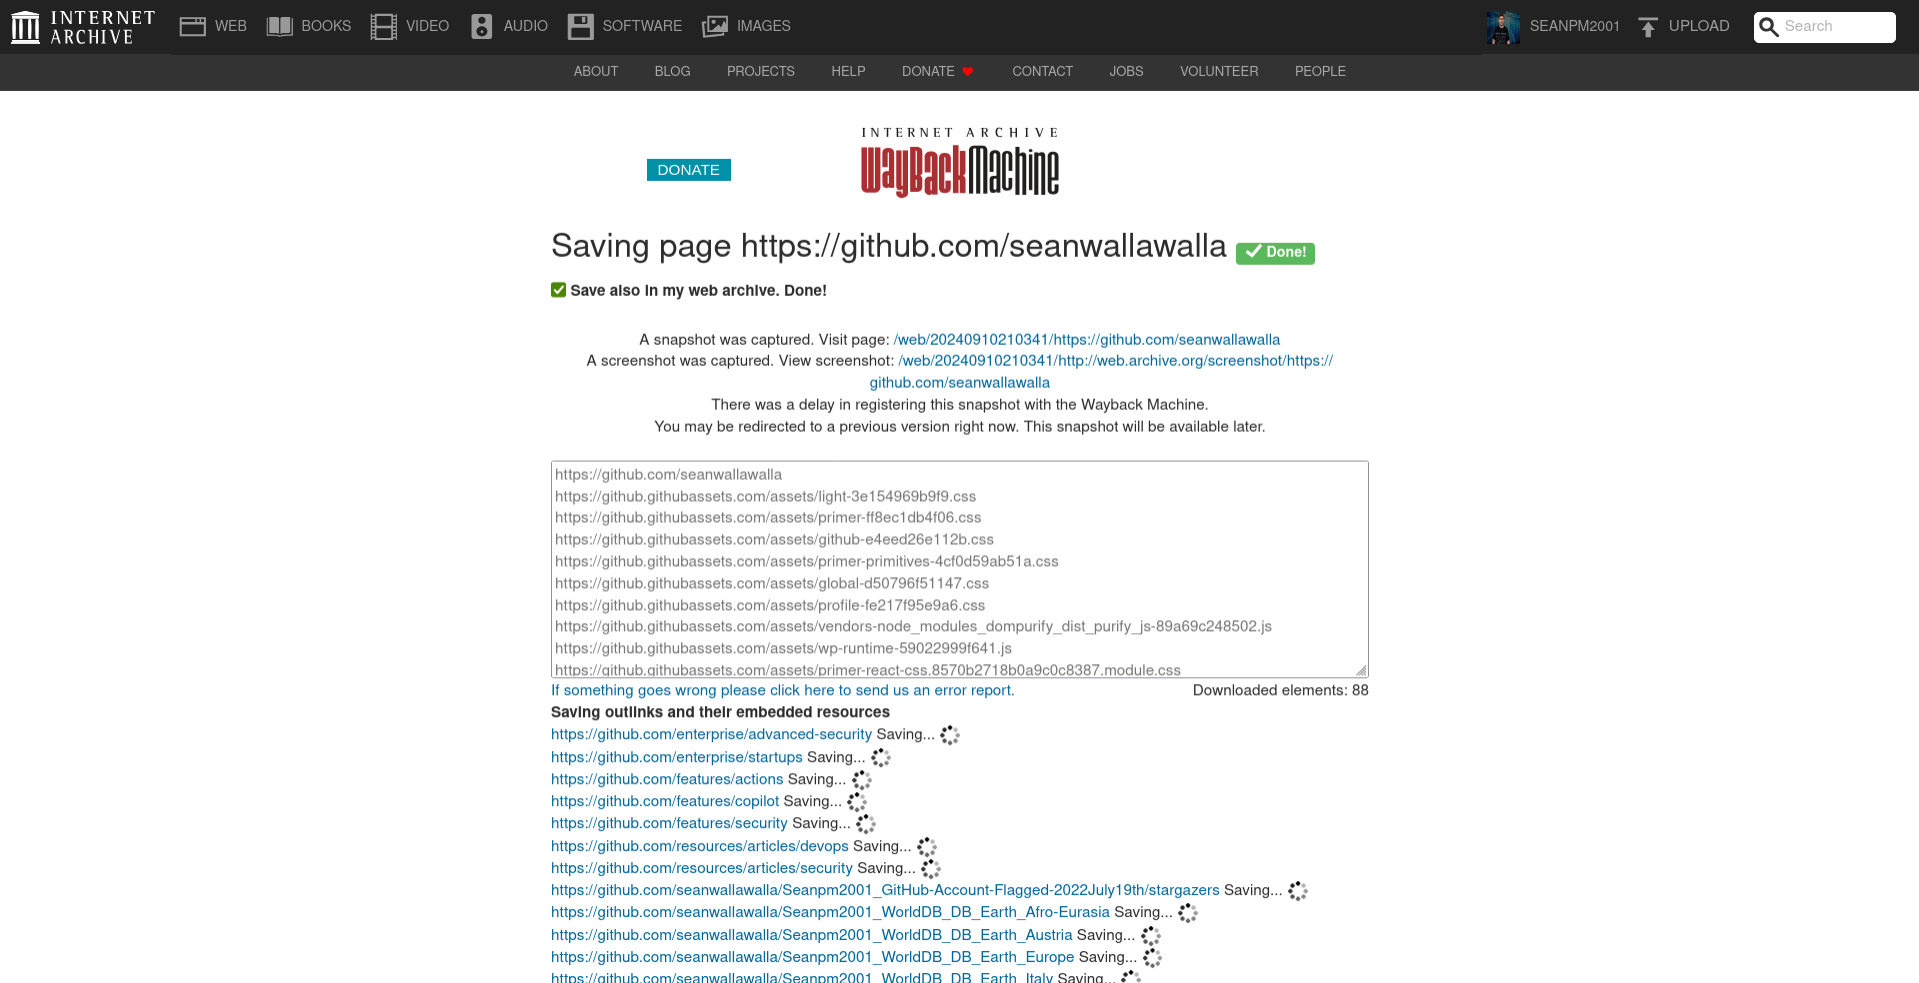 INTERNET ARCHIVE
WEB BOOKS VIDEO AUDIO SOFTWARE IMAGES
SEANPM2001 UPLOAD Search
ABOUT BLOG PROJECTS HELP DONATE CONTACT JOBS VOLUNTEER PEOPLE
DONATE
INTERNET ARCHIVE
WayBackMachine
Saving page https://github.com/seanwallawalla Done!
Save also in my web archive. Done!
A snapshot was captured. Visit page: /web/20240910210341/https://github.com/seanwallawalla
A screenshot was captured. View screenshot: /web/20240910210341/http://web.archive.org/screenshot/https://
github.com/seanwallawalla
There was a delay in registering this snapshot with the Wayback Machine.
You may be redirected to a previous version right now. This snapshot will be available later.
https://github.com/seanwallawalla
https://github.githubassets.com/assets/light-3e154969b9f9.css
https://github.githubassets.com/assets/primer-ff8ec1db4f06.css
https://github.githubassets.com/assets/github-e4eed26e112b.css
https://github.githubassets.com/assets/primer-primitives-4cf0d59ab51a.css
https://github.githubassets.com/assets/global-d50796f51147.css
https://github.githubassets.com/assets/profile-fe217f95e9a6.css
https://github.githubassets.com/assets/vendors-node_modules_dompurify_dist_purify_js-89a69c248502.js
https://github.githubassets.com/assets/wp-runtime-59022999f641.js
https://github.githubassets.com/assets/primer-react-css.8570b2718b0a9c0c8387.module.css
If something goes wrong please click here to send us an error report. Downloaded elements: 88
Saving outlinks and their embedded resources
https://github.com/enterprise/advanced-security Saving...
https://github.com/enterprise/startups Saving...
https://github.com/features/actions Saving...
https://github.com/features/copilot Saving...
https://github.com/features/security Saving...
https://github.com/resources/articles/devops Saving...
https://github.com/resources/articles/security Saving...
https://github.com/seanwallawalla/Seanpm2001_GitHub-Account-Flagged-2022July19th/stargazers Saving...
https://github.com/seanwallawalla/Seanpm2001_WorldDB_DB_Earth_Afro-Eurasia Saving...
https://github.com/seanwallawalla/Seanpm2001_WorldDB_DB_Earth_Austria Saving...
https://github.com/seanwallawalla/Seanpm2001_WorldDB_DB_Earth_Europe Saving...
https://github.com/seanwallawalla/Seanpm2001_WorldDB_DB_Earth_Italy Saving...